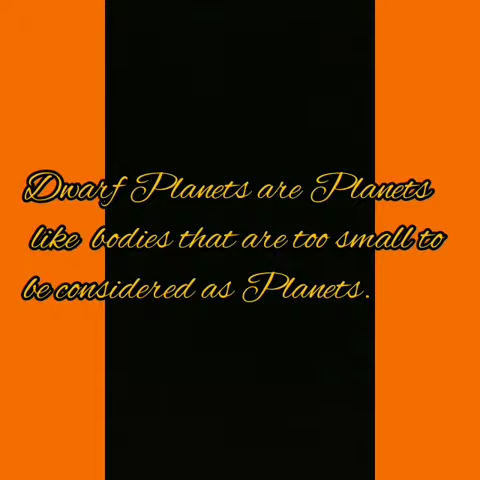 Dwarf Planets are Planets
like bodies that are too small to
be considered as Planets.